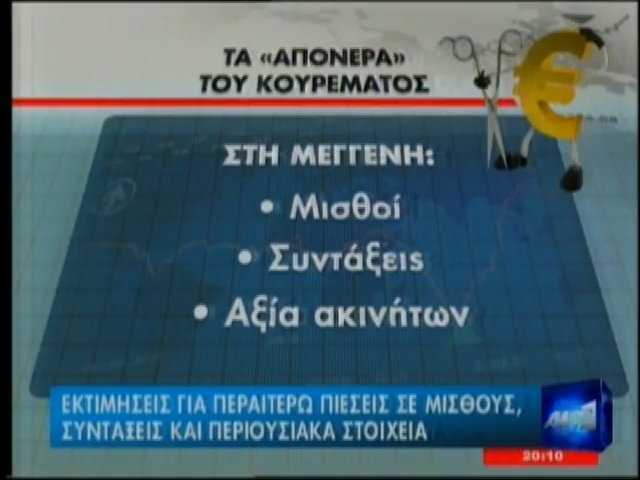 ΤΑ «ΑΠΟΝΕΡΑ»
ΤΟΥ ΚΟΥΡΕΜΑΤΟΣ
€
ΣΤΗ ΜΕΓΓΕΝΗ:
• Μισθοί
• Συντάξεις
• Αξία ακινήτων
ΕΚΤΙΜΗΣΕΙΣ ΓΙΑ ΠΕΡΑΙΤΕΡΩ ΠΙΕΣΕΙΣ ΣΕ ΜΙΣΘΟΥΣ,
ΣΥΝΤΑΞΕΙΣ ΚΑΙ ΠΕΡΙΟΥΣΙΑΚΑ ΣΤΟΙΧΕΙΑ
20:10